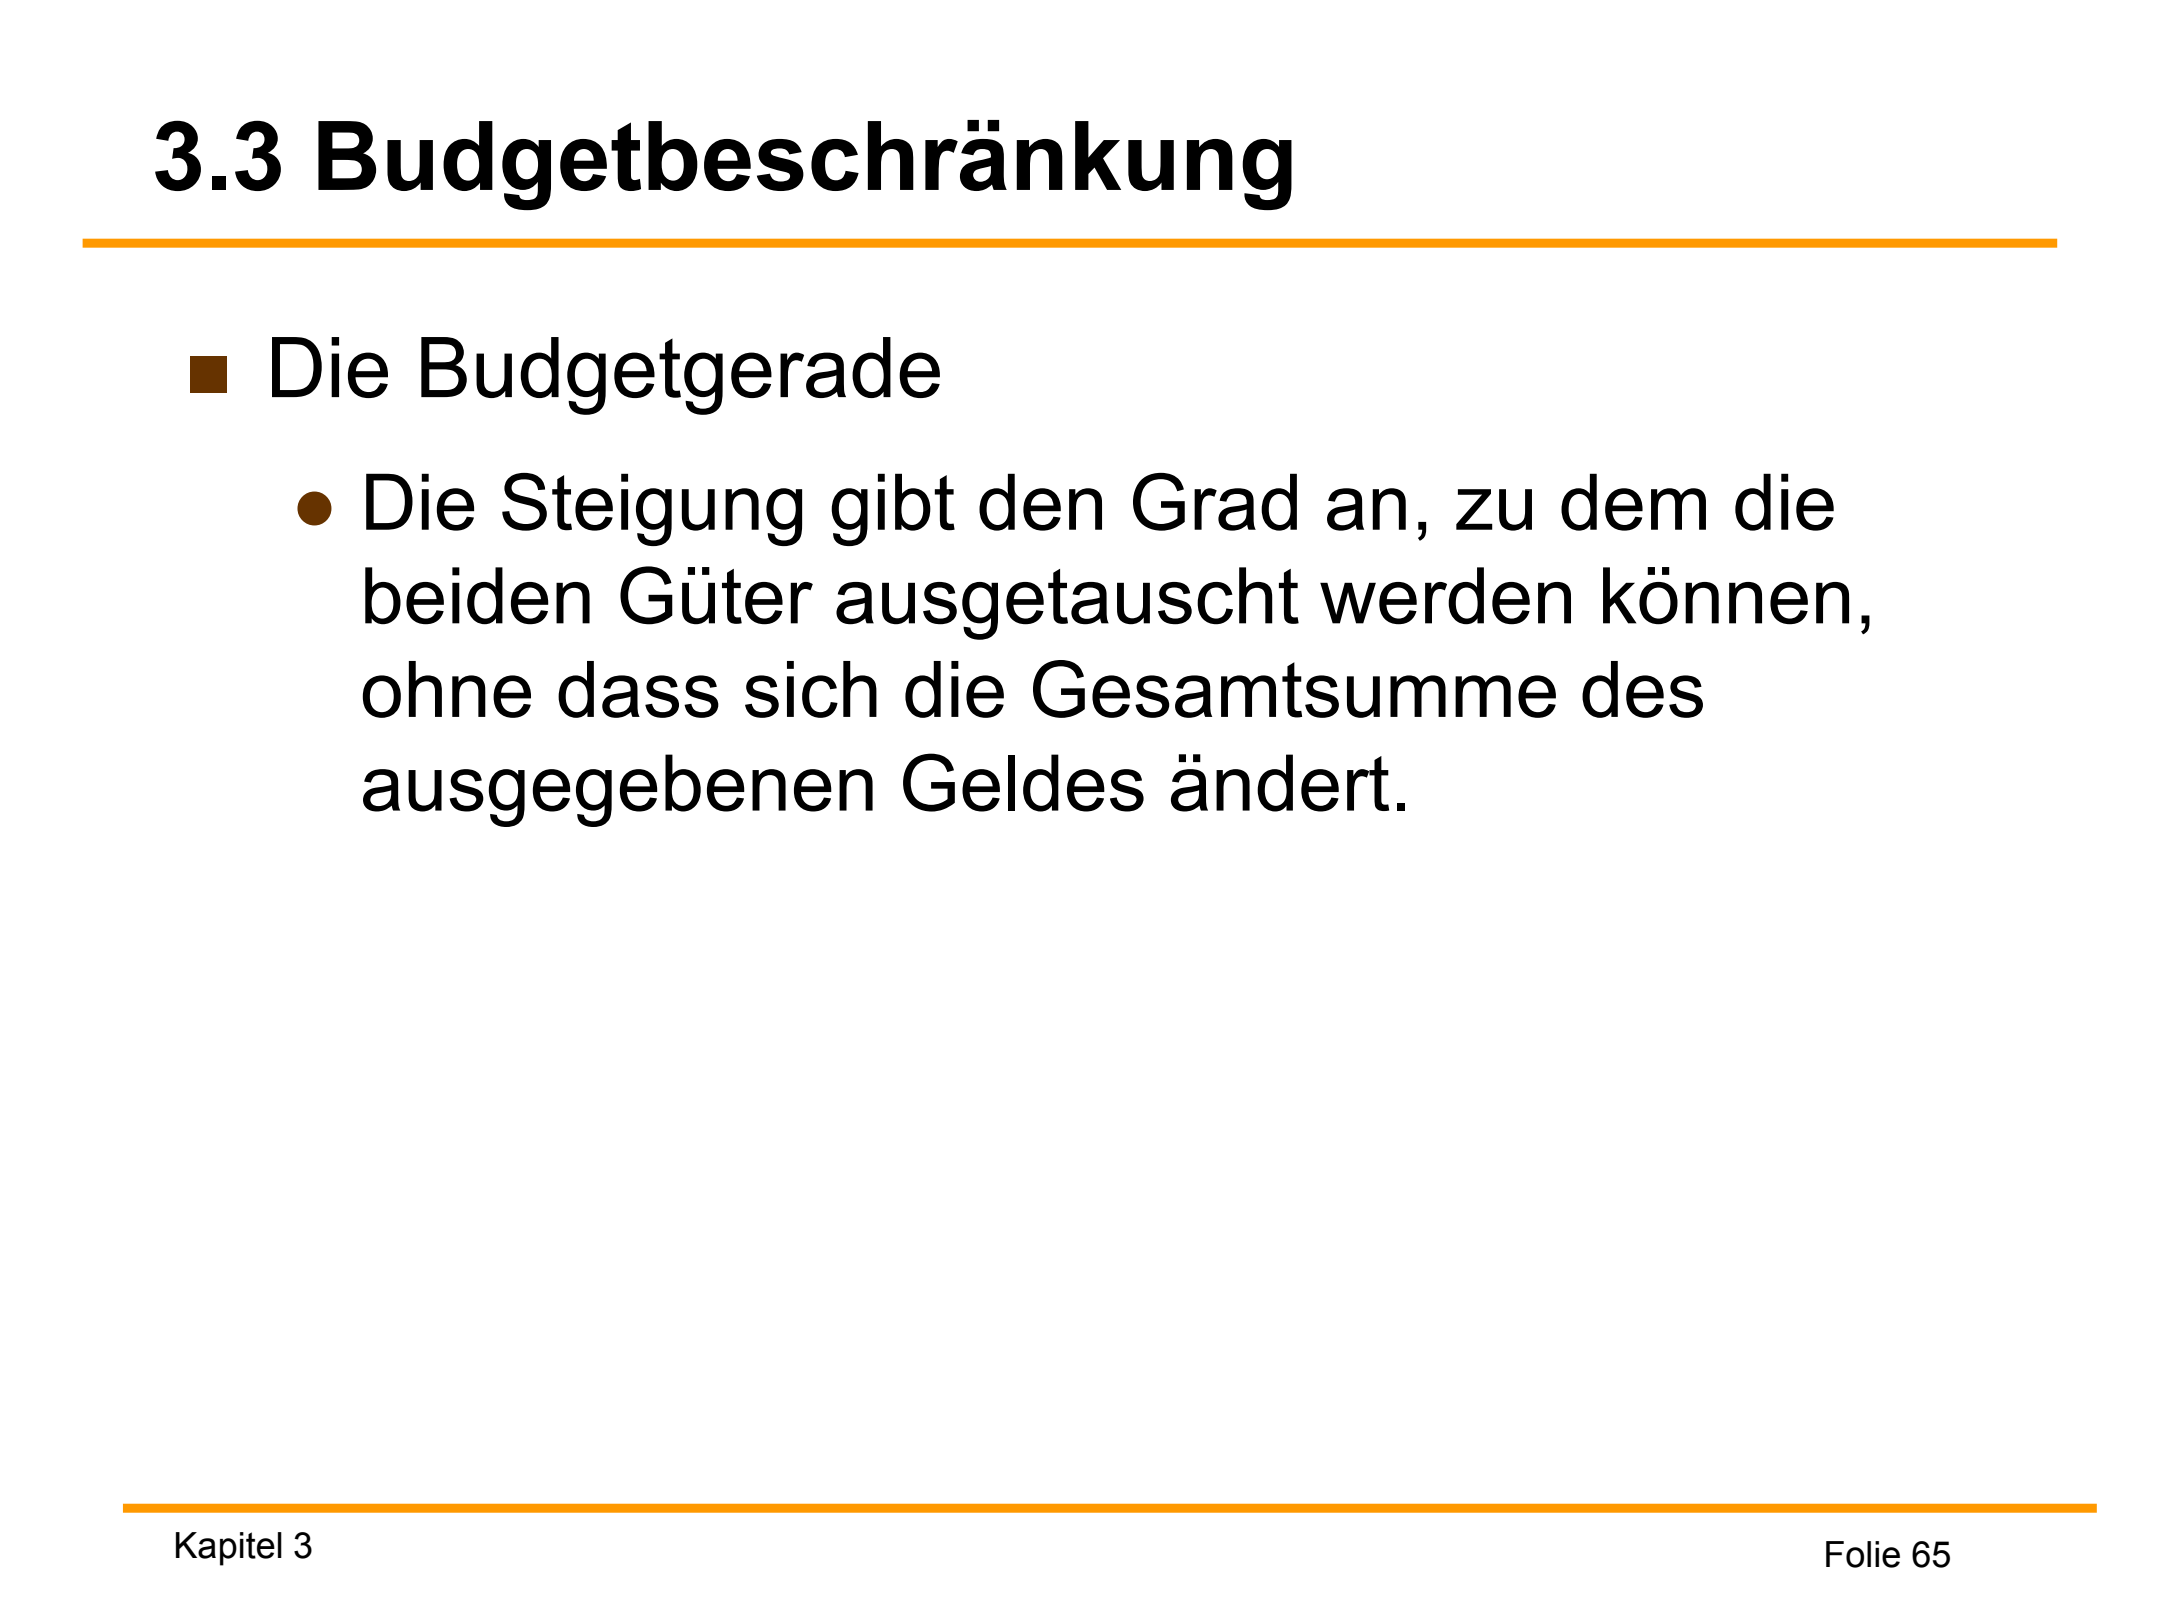 3.3 Budgetbeschränkung
Die Budgetgerade
Die Steigung gibt den Grad an, zu dem die
beiden Güter ausgetauscht werden können,
ohne dass sich die Gesamtsumme des
ausgegebenen Geldes ändert.
Kapitel 3
Folie 65